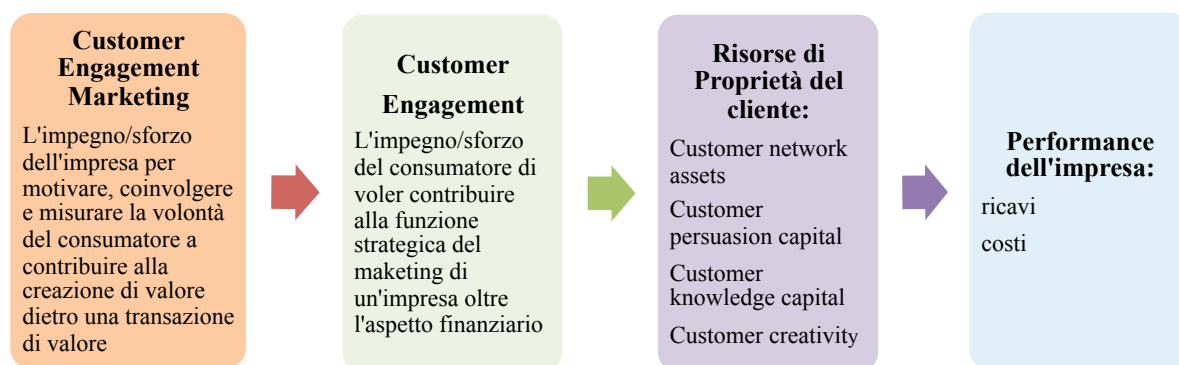 Customer
Engagement
Marketing
L'impegno/sforzo
dell'impresa per
motivare, coinvolgere
e misurare la volontà
del consumatore a
contribuire alla
creazione di valore
dietro una transazione
di valore
Customer
Engagement
L'impegno/sforzo
del consumatore di
voler contribuire
alla funzione
strategica del
maketing di
un'impresa oltre
l'aspetto finanziario
Risorse di
Proprietà del
cliente:
Customer network
assets
Customer
persuasion capital
Customer
knowledge capital
Customer creativity
Performance
dell'impresa:
ricavi
costi